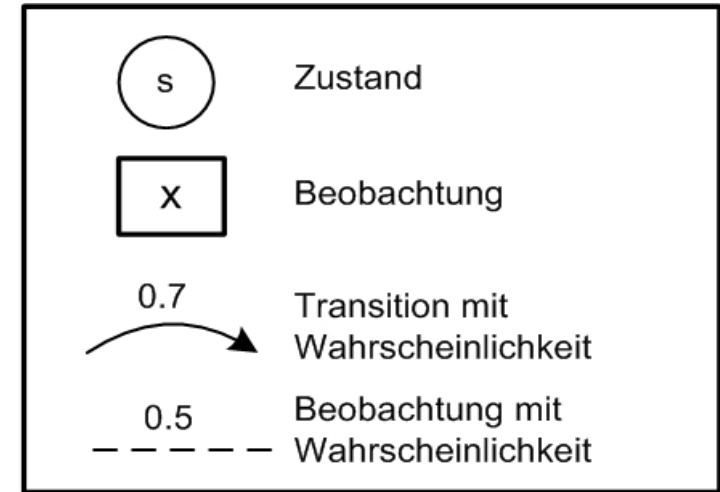 s Zustand
x Beobachtung
0.7
Transition mit
Wahrscheinlichkeit
0.5
Beobachtung mit
Wahrscheinlichkeit